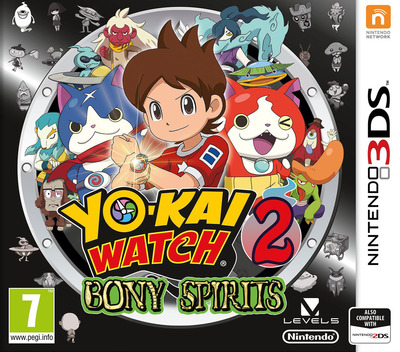 NINTENDO
NETWORK
NINTENDO 3DS
YO-KAI
WATCH 2
®
BONY SPIRITS
7
www.pegi.info
LEVEL5
Nintendo®
ALSO
COMPATIBLE
WITH
NINTENDO 2DS